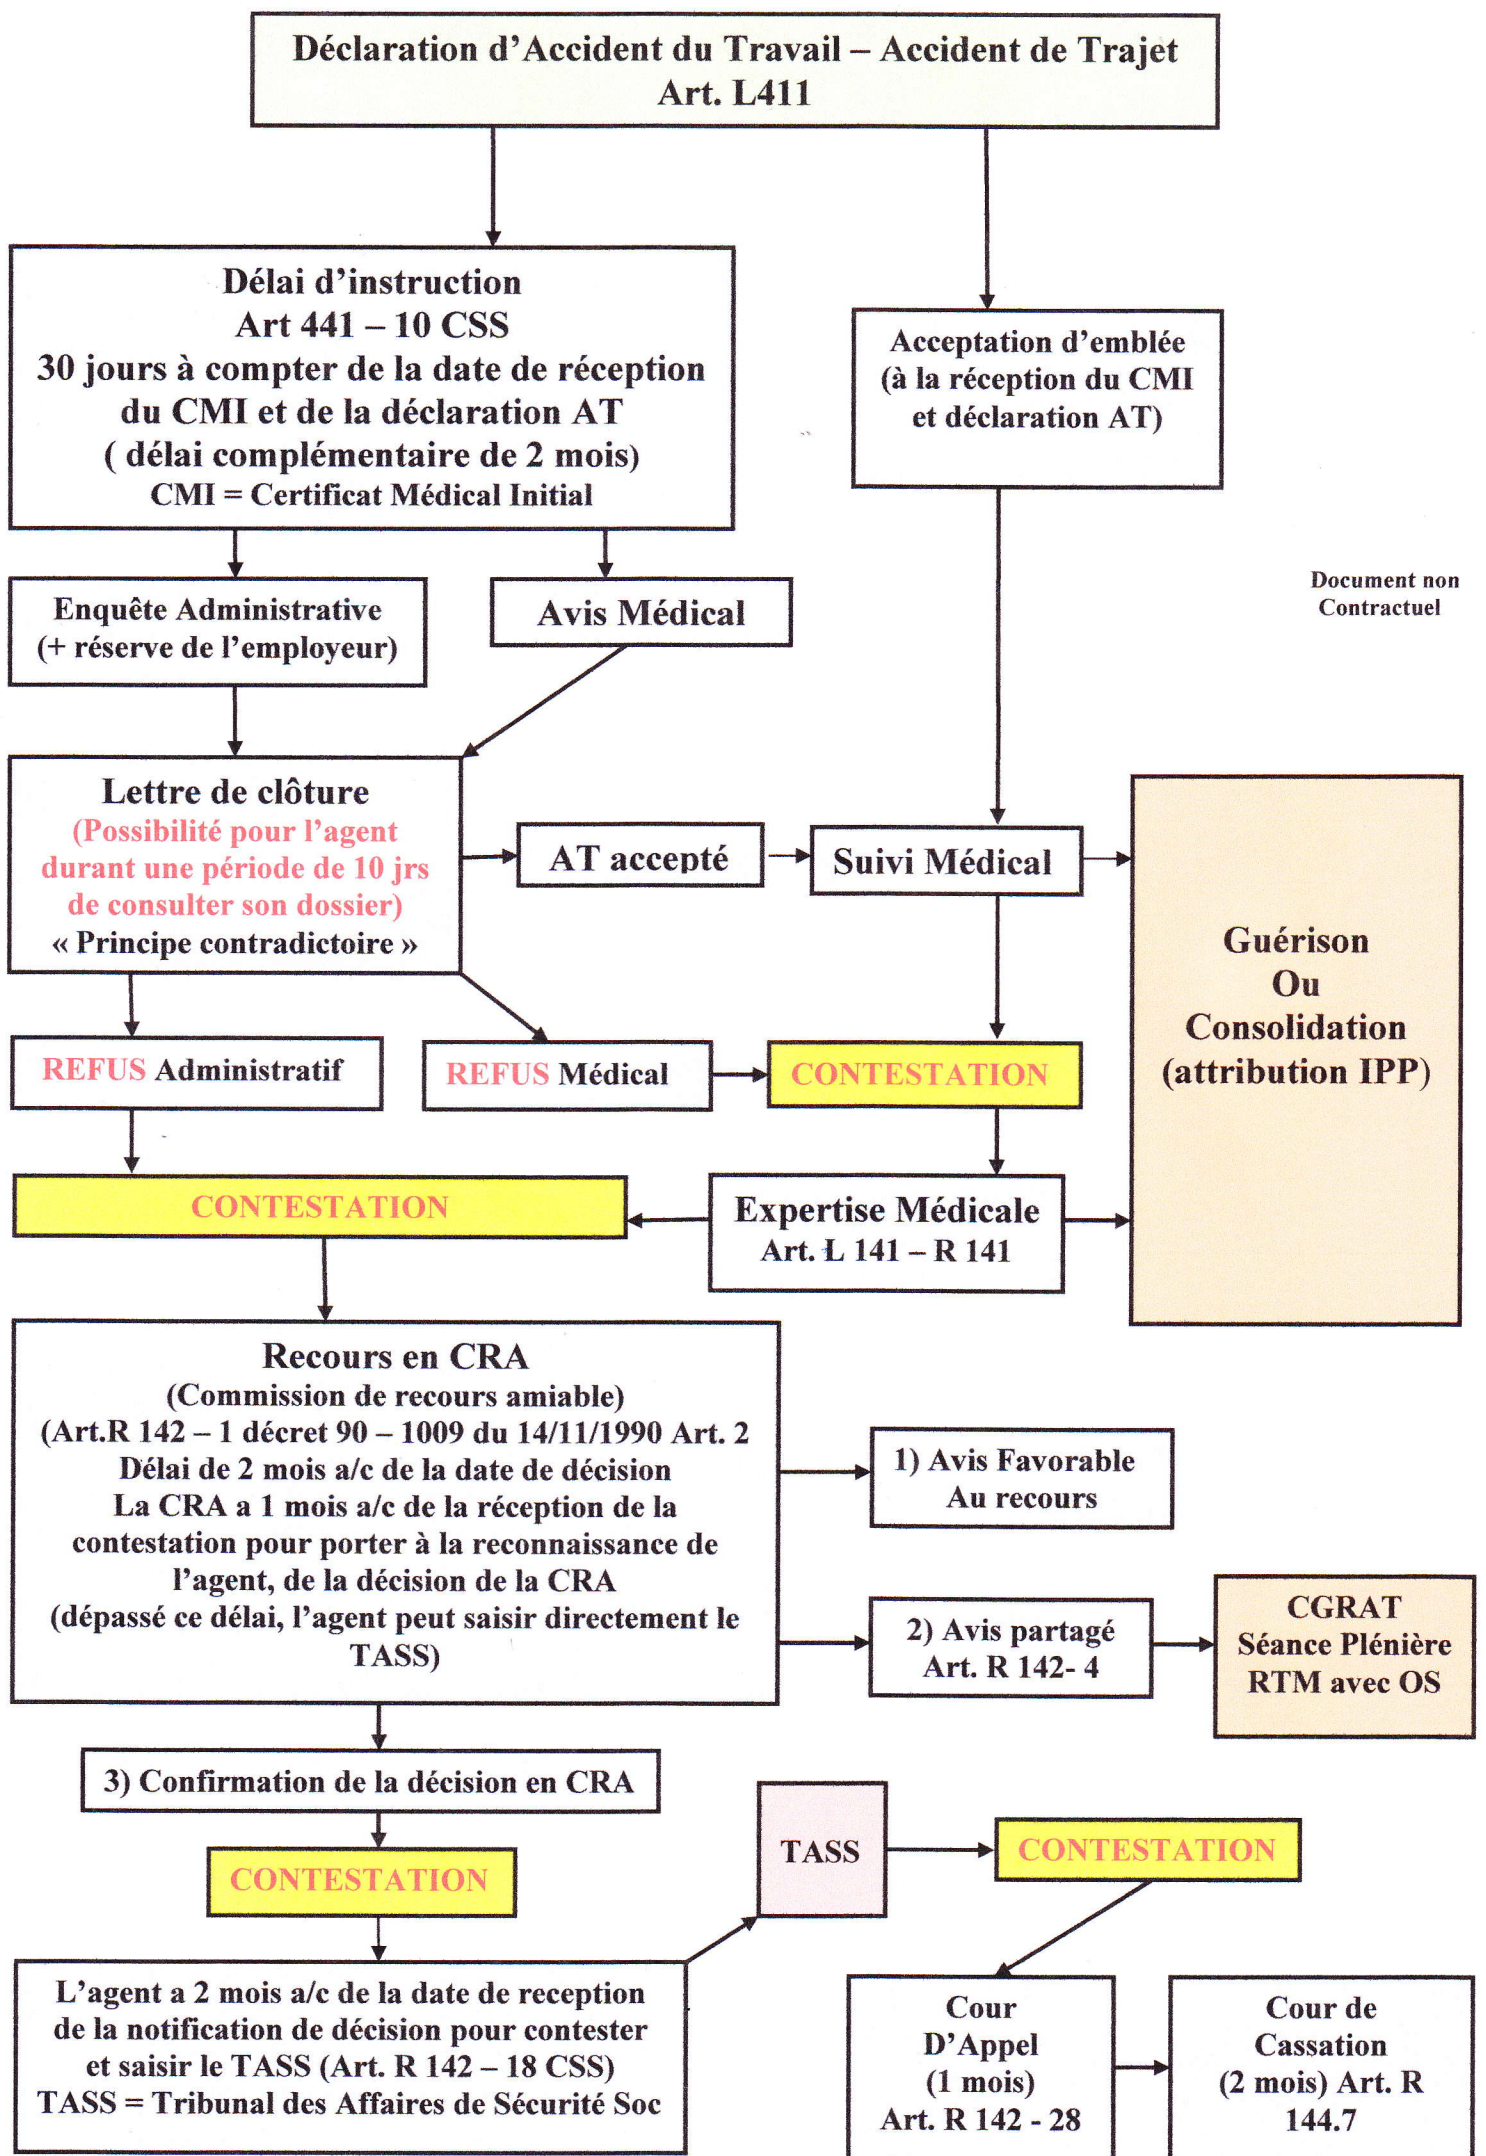 Déclaration d'Accident du Travail – Accident de Trajet
Art. L411
Délai d'instruction
Art 441 – 10 CSS
30 jours à compter de la date de réception
du CMI et de la déclaration AT
( délai complémentaire de 2 mois)
CMI = Certificat Médical Initial
Acceptation d'emblée
(à la réception du CMI
et déclaration AT)
Document non
Contractuel
Enquête Administrative
(+ réserve de l'employeur)
Avis Médical
Lettre de clôture
(Possibilité pour l'agent
durant une période de 10 jrs
de consulter son dossier)
« Principe contradictoire »
AT accepté
Suivi Médical
Guérison
Ou
Consolidation
(attribution IPP)
REFUS Administratif
REFUS Médical
CONTESTATION
CONTESTATION
Expertise Médicale
Art. L 141 – R 141
Recours en CRA
(Commission de recours amiable)
(Art.R 142 – 1 décret 90 – 1009 du 14/11/1990 Art. 2
Délai de 2 mois a/c de la date de décision
La CRA a 1 mois a/c de la réception de la
contestation pour porter à la reconnaissance de
l'agent, de la décision de la CRA
(dépassé ce délai, l'agent peut saisir directement le
TASS)
1) Avis Favorable
Au recours
2) Avis partagé
Art. R 142- 4
CGRAT
Séance Plénière
RTM avec OS
3) Confirmation de la décision en CRA
CONTESTATION
TASS
CONTESTATION
L'agent a 2 mois a/c de la date de reception
de la notification de décision pour contester
et saisir le TASS (Art. R 142 – 18 CSS)
TASS = Tribunal des Affaires de Sécurité Soc
Cour
D'Appel
(1 mois)
Art. R 142 - 28
Cour de
Cassation
(2 mois) Art. R
144.7